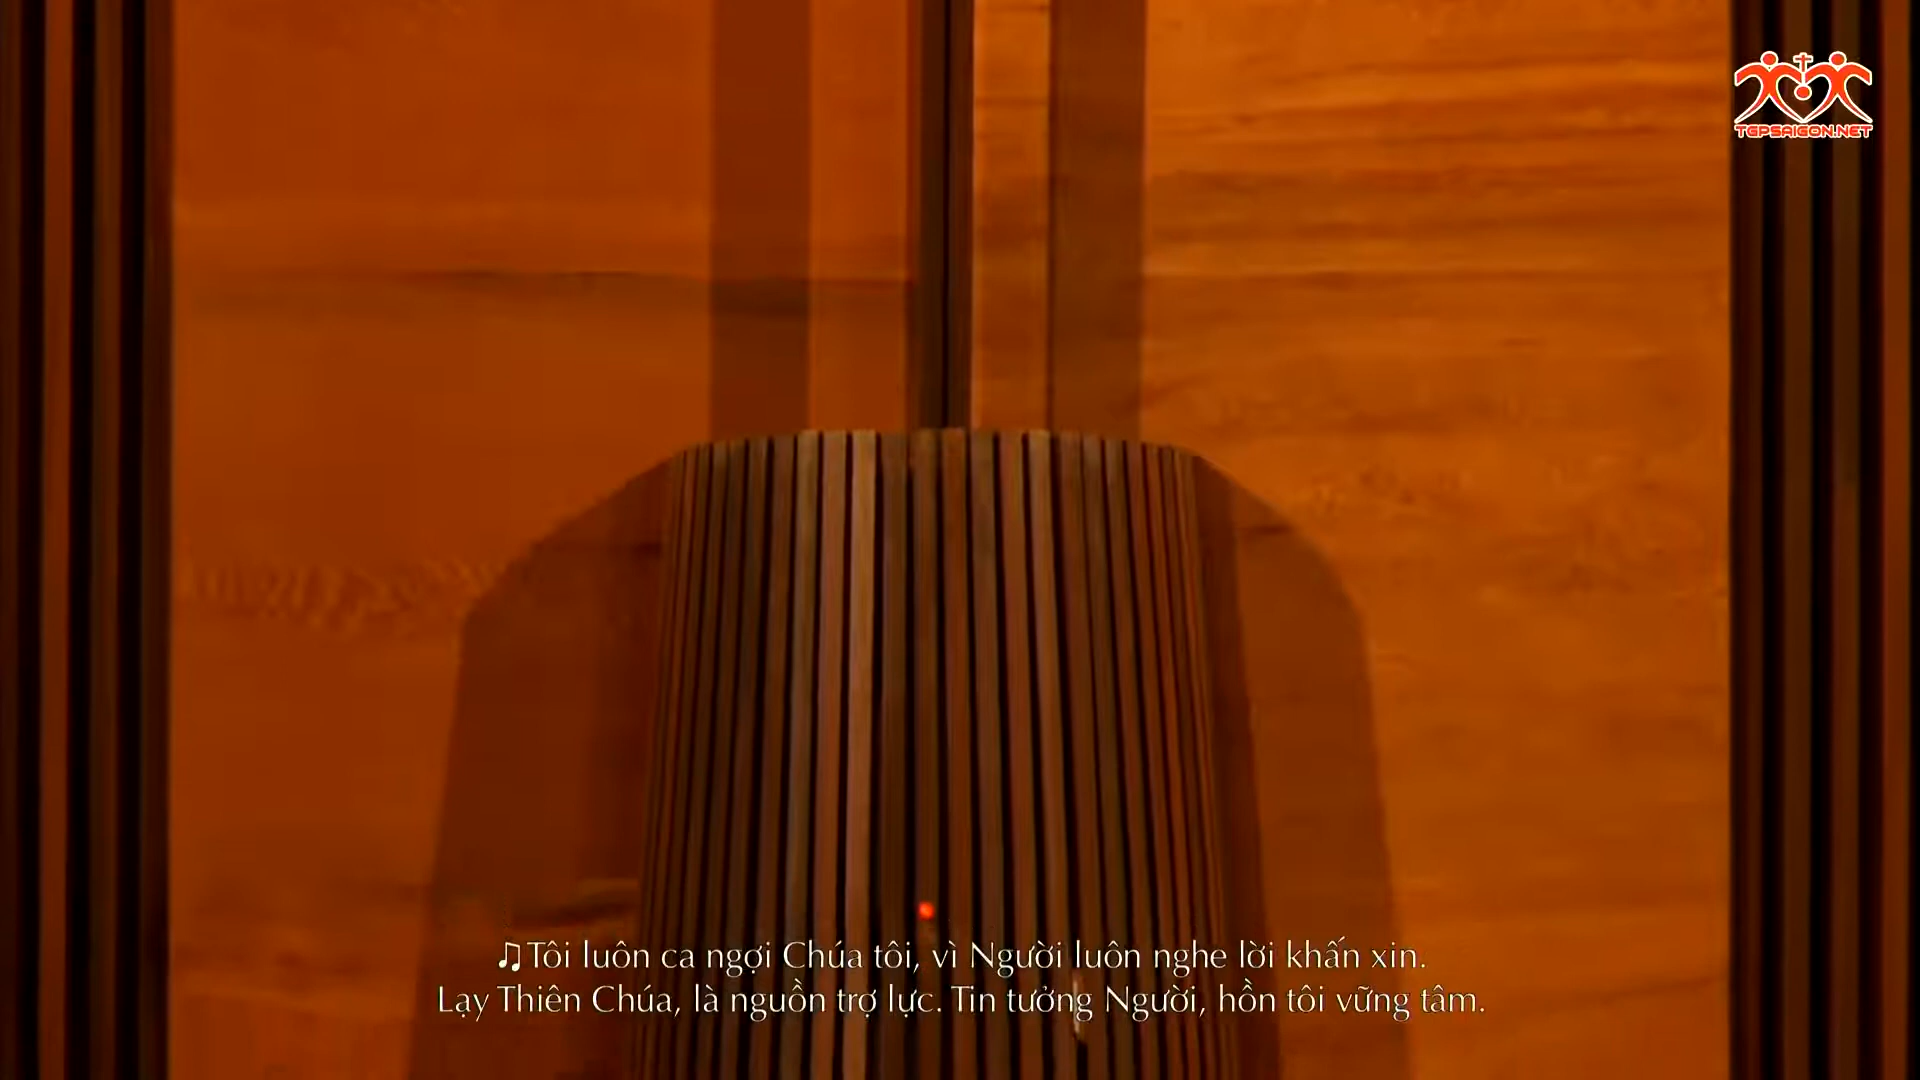 TGPSAIGON.NET
♫Tôi luôn ca ngợi Chúa tôi, vì Người luôn nghe lời khấn xin.
Lạy Thiên Chúa, là nguồn trợ lực. Tin tưởng Người, hồn tôi vững tâm.